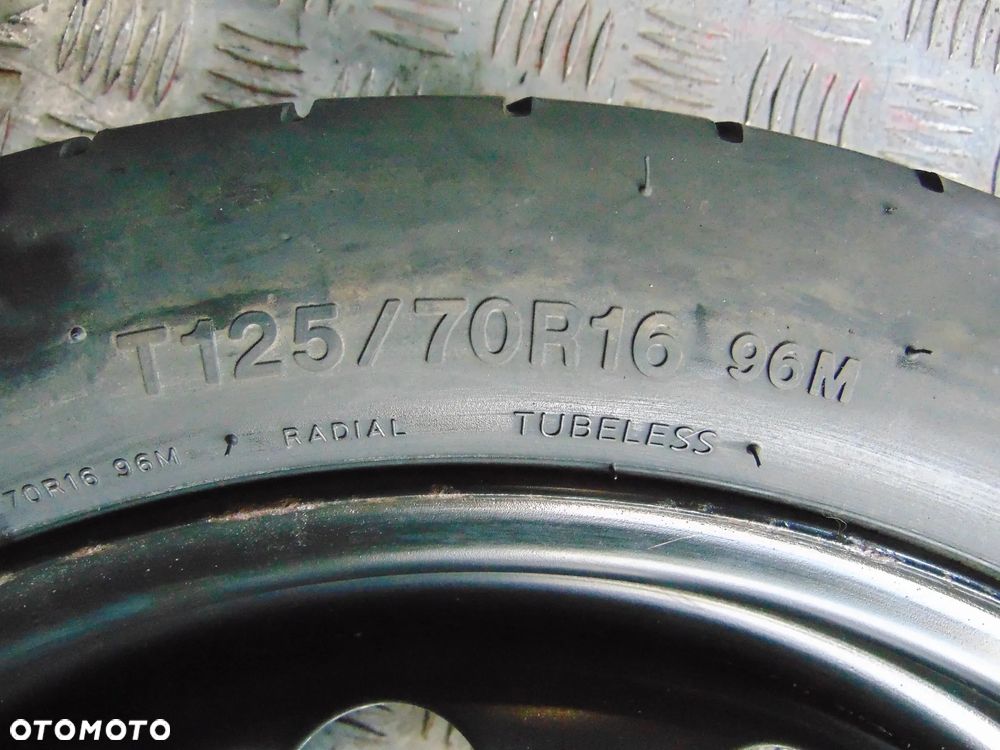 T125/70R16 96M
70R16 96M RADIAL TUBELESS
OTOMOTO